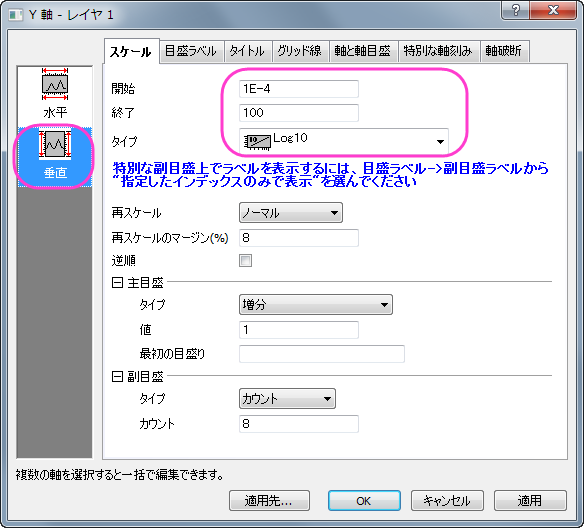 Y 軸 - レイヤ 1
スケール 目盛ラベル タイトル グリッド線 軸と軸目盛 特別な軸刻み 軸破断
水平
垂直
開始 1E-4
終了 100
タイプ 10 Log10
特別な副目盛上でラベルを表示するには、目盛ラベル->副目盛ラベルから
"指定したインデックスのみで表示"を選んでください
再スケール ノーマル
再スケールのマージン(%) 8
逆順
主目盛
タイプ 増分
値 1
最初の目盛り
副目盛
タイプ カウント
カウント 8
複数の軸を選択すると一括で編集できます。
適用先... OK キャンセル 適用